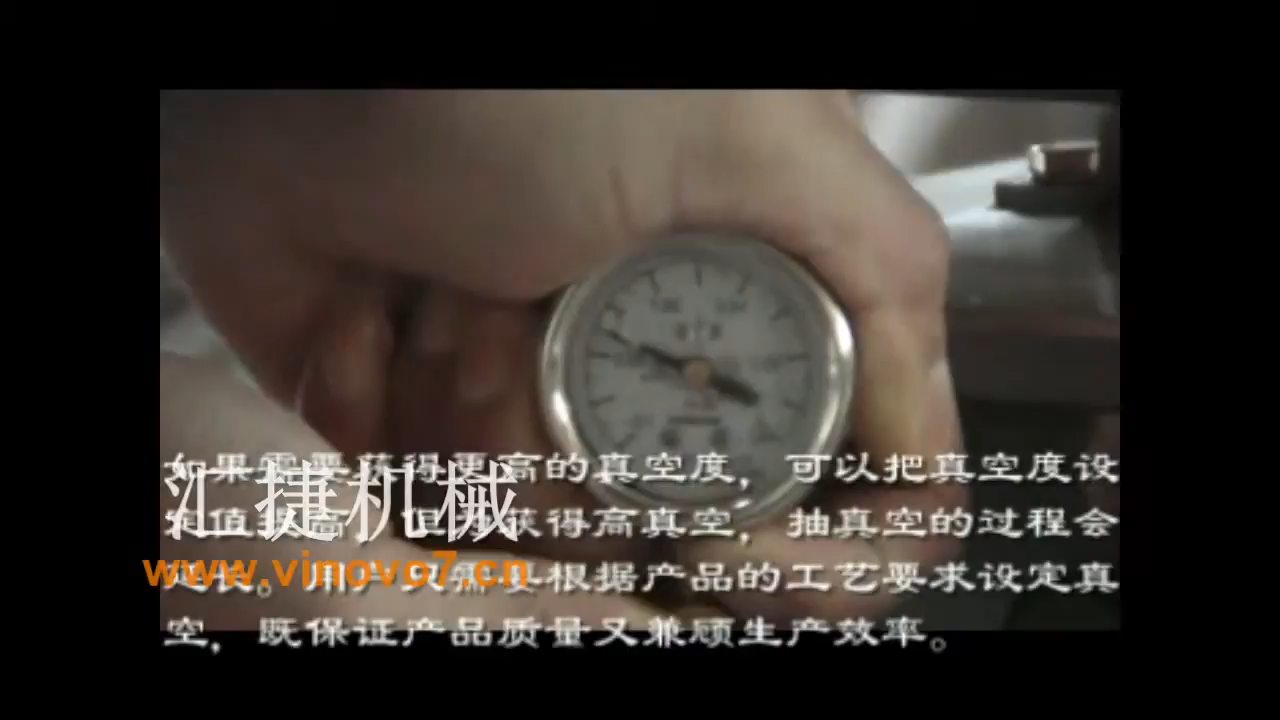 如果需要获得更高的真空度，可以把真空度设
定值提高，但为获得高真空，抽真空的过程会
延长。用户只需要根据产品的工艺要求设定真
空，既保证产品质量又兼顾生产效率。
汇捷机械
www.vinovo7.cn